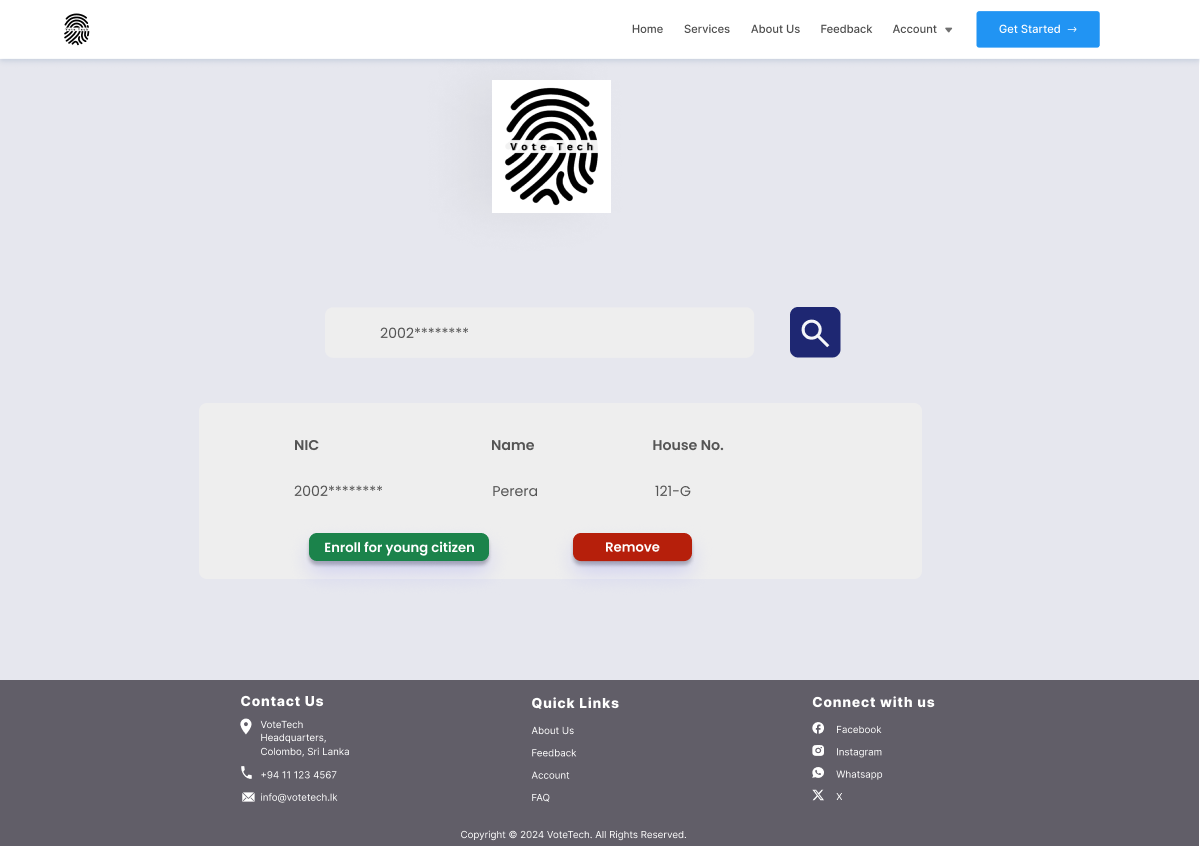 Home Services About Us Feedback Account Get Started →
Vote Tech
2002********
NIC Name House No.
2002******** Perera 121-G
Enroll for young citizen Remove
Contact Us
VoteTech
Headquarters,
Colombo, Sri Lanka
+94 11 123 4567
info@votetech.lk
Quick Links
About Us
Feedback
Account
FAQ
Connect with us
Facebook
Instagram
Whatsapp
X
Copyright © 2024 VoteTech. All Rights Reserved.